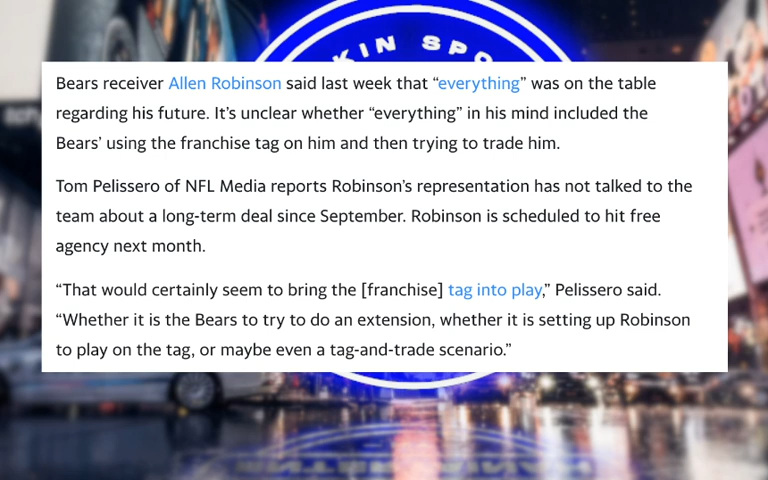 KIN SPO
Bears receiver Allen Robinson said last week that “everything” was on the table
regarding his future. It’s unclear whether “everything” in his mind included the
Bears’ using the franchise tag on him and then trying to trade him.
Tom Pelissero of NFL Media reports Robinson’s representation has not talked to the
team about a long-term deal since September. Robinson is scheduled to hit free
agency next month.
“That would certainly seem to bring the [franchise] tag into play,” Pelissero said.
“Whether it is the Bears to try to do an extension, whether it is setting up Robinson
to play on the tag, or maybe even a tag-and-trade scenario.”